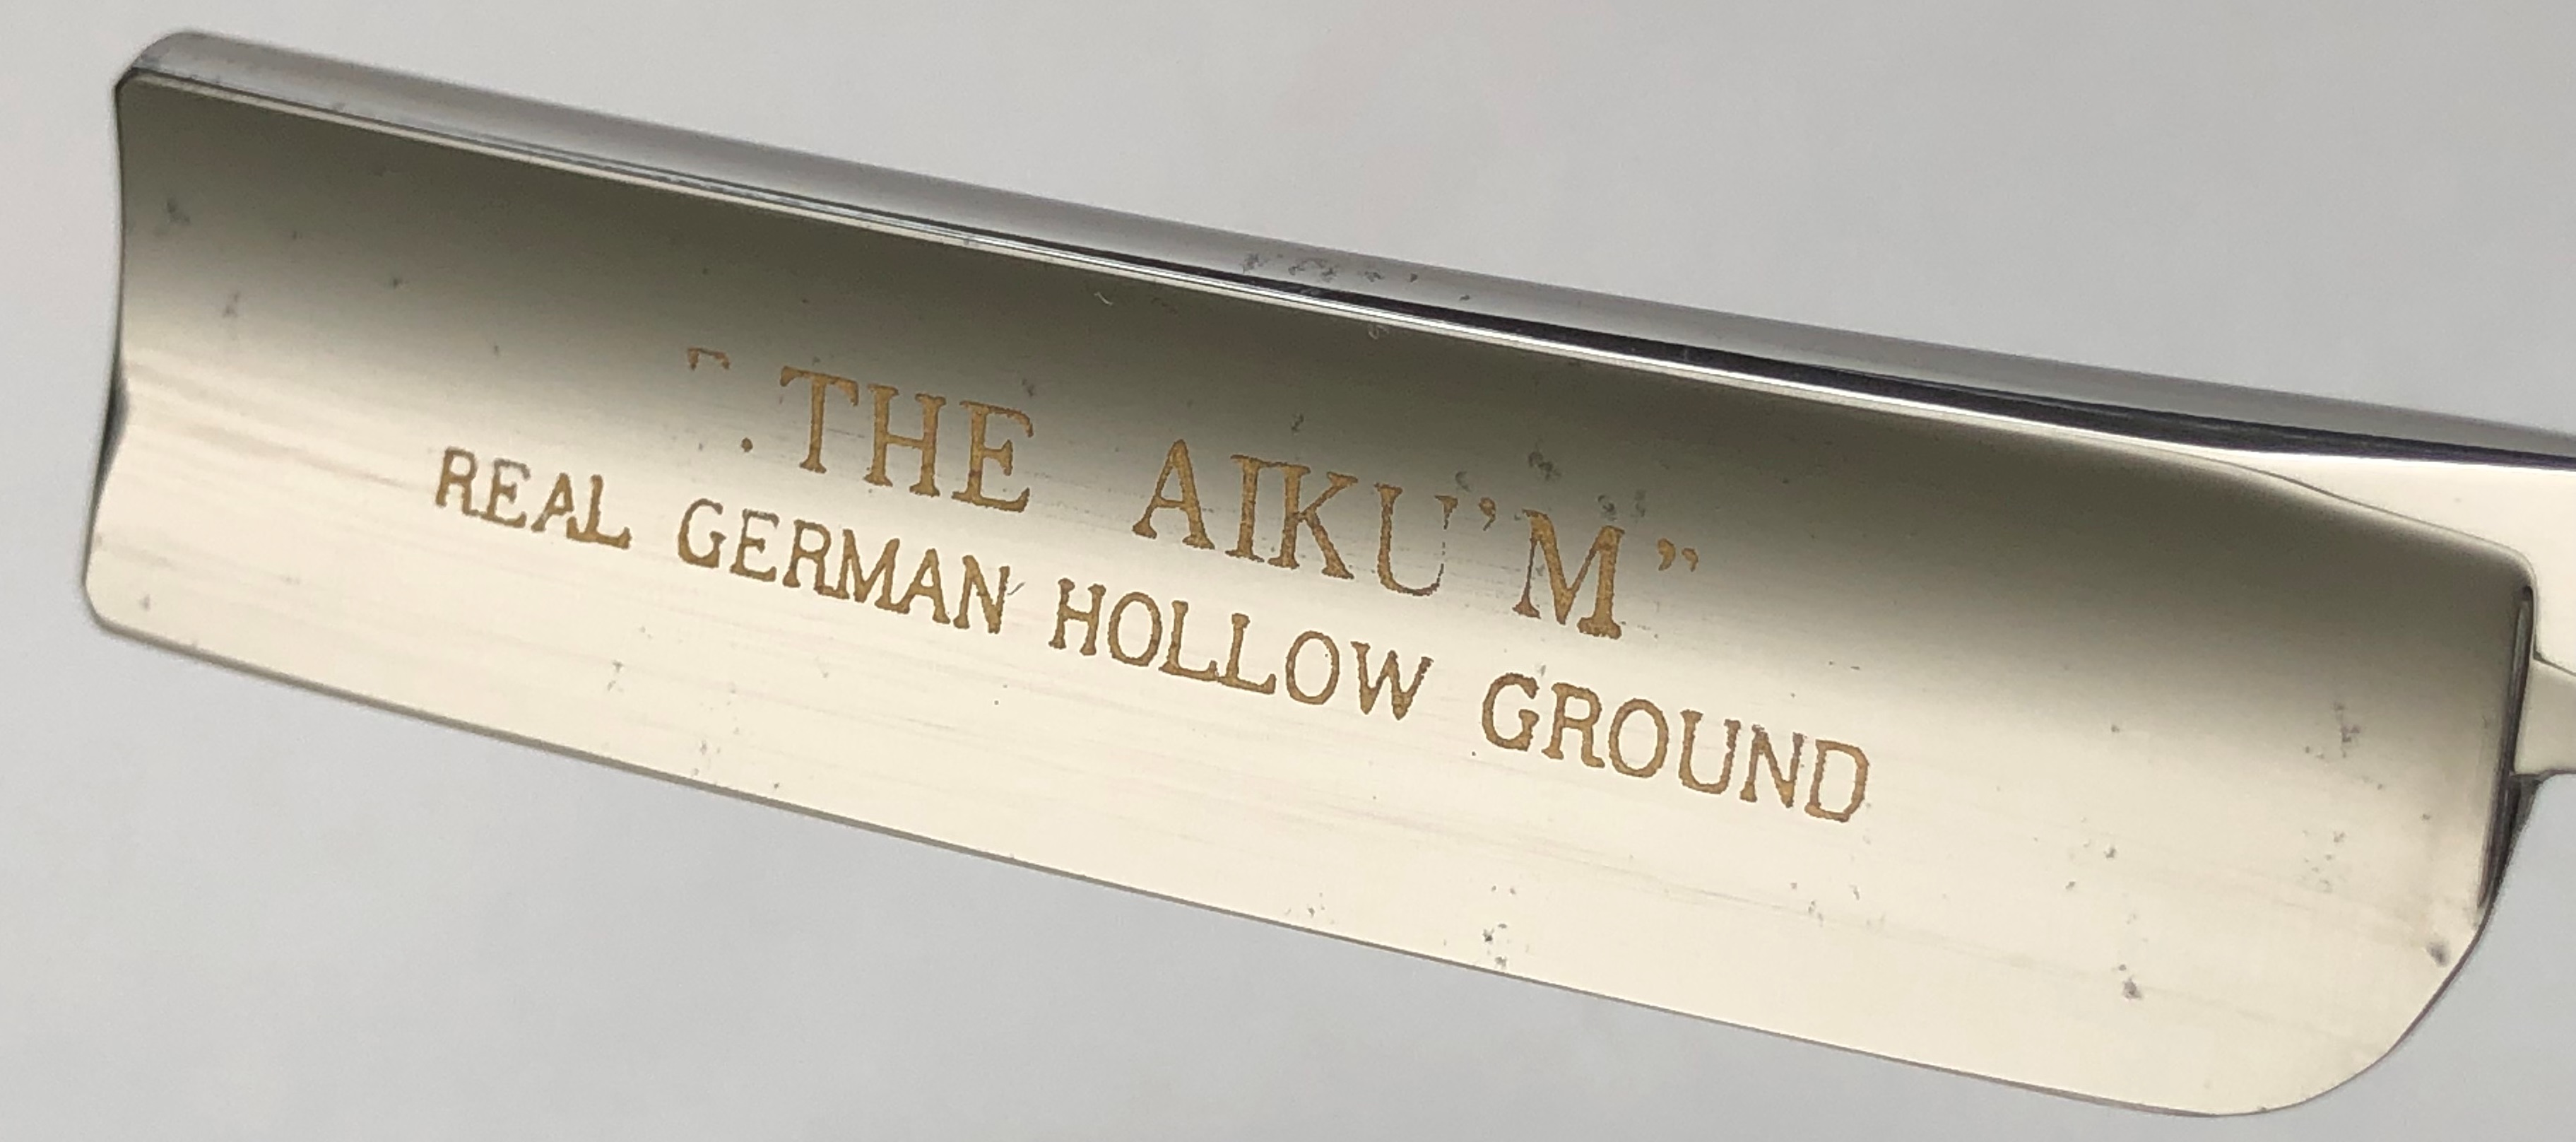 ". THE AIKU'M"
REAL GERMAN HOLLOW GROUND